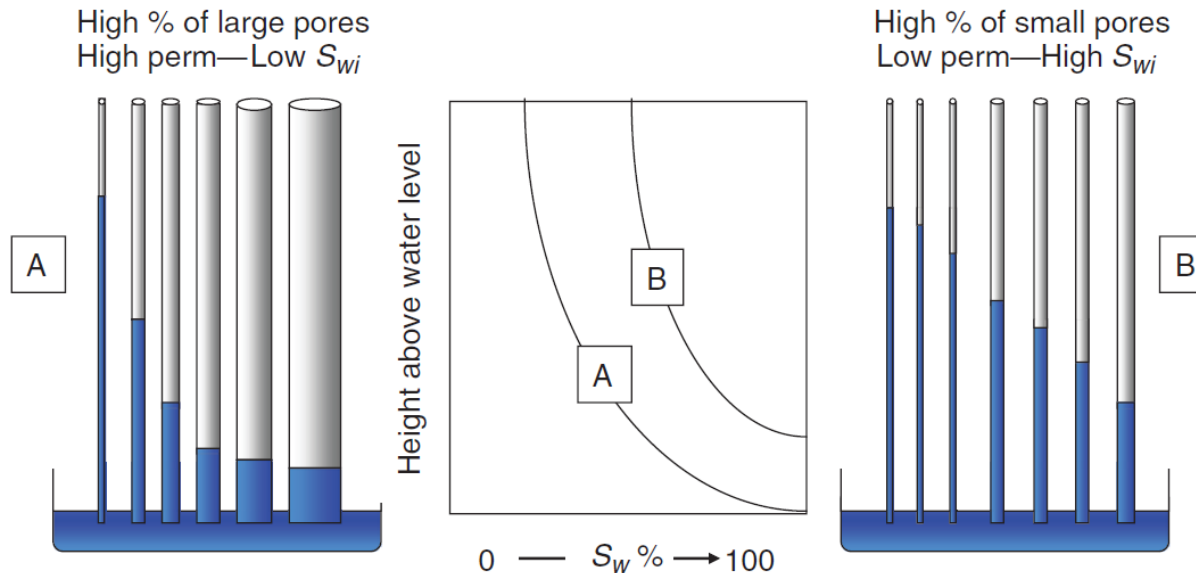 High % of large pores
High perm—Low Swi
High % of small pores
Low perm—High Swi
A
Height above water level
B
A
B
0 — Sw % → 100